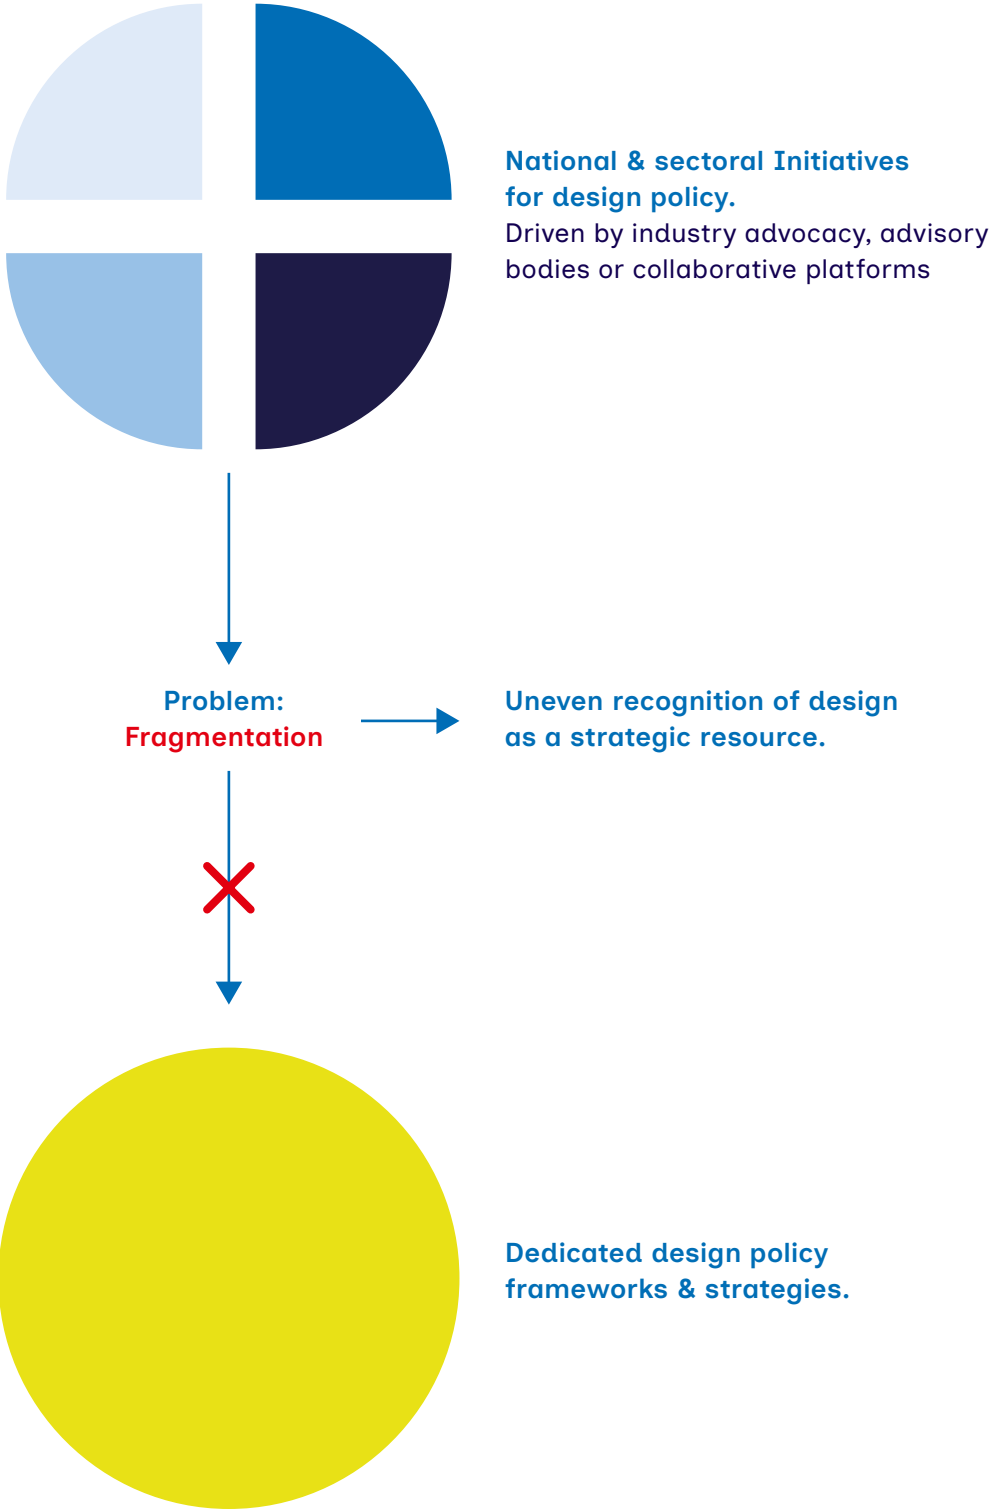 National & sectoral Initiatives
for design policy.
Driven by industry advocacy, advisory
bodies or collaborative platforms
Problem:
Fragmentation
Uneven recognition of design
as a strategic resource.
Dedicated design policy
frameworks & strategies.